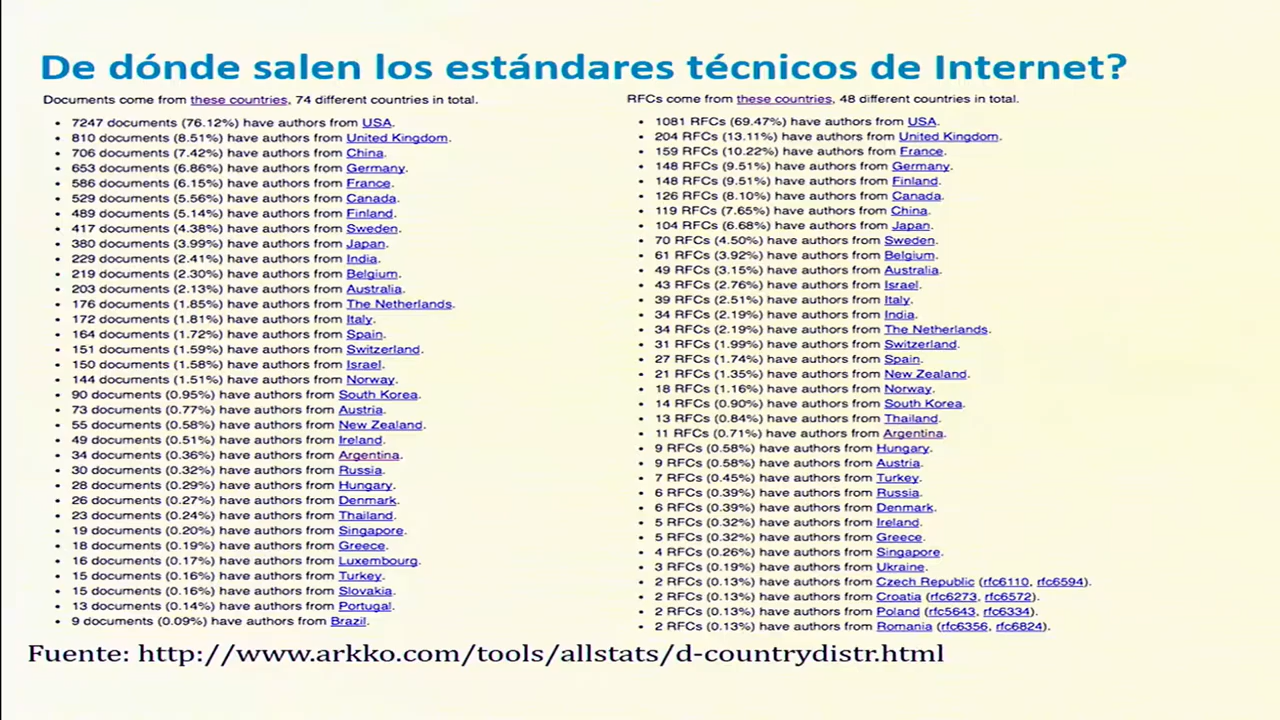 De dónde salen los estándares técnicos de Internet?
Documents come from these countries, 74 different countries in total.
• 7247 documents (76.12%) have authors from USA.
• 810 documents (8.51%) have authors from United Kingdom.
• 706 documents (7.42%) have authors from China.
• 653 documents (6.86%) have authors from Germany.
• 586 documents (6.15%) have authors from France.
• 529 documents (5.56%) have authors from Canada.
• 489 documents (5.14%) have authors from Finland.
• 417 documents (4.38%) have authors from Sweden.
• 380 documents (3.99%) have authors from Japan.
• 229 documents (2.41%) have authors from India.
• 219 documents (2.30%) have authors from Belgium.
• 203 documents (2.13%) have authors from Australia.
• 176 documents (1.85%) have authors from The Netherlands.
• 172 documents (1.81%) have authors from Italy.
• 164 documents (1.72%) have authors from Spain.
• 151 documents (1.59%) have authors from Switzerland.
• 150 documents (1.58%) have authors from Israel.
• 144 documents (1.51%) have authors from Norway.
• 90 documents (0.95%) have authors from South Korea.
• 73 documents (0.77%) have authors from Austria.
• 55 documents (0.58%) have authors from New Zealand.
• 49 documents (0.51%) have authors from Ireland.
• 34 documents (0.36%) have authors from Argentina.
• 30 documents (0.32%) have authors from Russia.
• 28 documents (0.29%) have authors from Hungary.
• 26 documents (0.27%) have authors from Denmark.
• 23 documents (0.24%) have authors from Thailand.
• 19 documents (0.20%) have authors from Singapore.
• 18 documents (0.19%) have authors from Greece.
• 16 documents (0.17%) have authors from Luxembourg.
• 15 documents (0.16%) have authors from Turkey.
• 15 documents (0.16%) have authors from Slovakia.
• 13 documents (0.14%) have authors from Portugal.
• 9 documents (0.09%) have authors from Brazil.
RFCs come from these countries, 48 different countries in total.
• 1081 RFCs (69.47%) have authors from USA.
• 204 RFCs (13.11%) have authors from United Kingdom.
• 159 RFCs (10.22%) have authors from France.
• 148 RFCs (9.51%) have authors from Germany.
• 148 RFCs (9.51%) have authors from Finland.
• 126 RFCs (8.10%) have authors from Canada.
• 119 RFCs (7.65%) have authors from China.
• 104 RFCs (6.68%) have authors from Japan.
• 70 RFCs (4.50%) have authors from Sweden.
• 61 RFCs (3.92%) have authors from Belgium.
• 49 RFCs (3.15%) have authors from Australia.
• 43 RFCs (2.76%) have authors from Israel.
• 39 RFCs (2.51%) have authors from Italy.
• 34 RFCs (2.19%) have authors from India.
• 34 RFCs (2.19%) have authors from The Netherlands.
• 31 RFCs (1.99%) have authors from Switzerland.
• 27 RFCs (1.74%) have authors from Spain.
• 21 RFCs (1.35%) have authors from New Zealand.
• 18 RFCs (1.16%) have authors from Norway.
• 14 RFCs (0.90%) have authors from South Korea.
• 13 RFCs (0.84%) have authors from Thailand.
• 11 RFCs (0.71%) have authors from Argentina.
• 9 RFCs (0.58%) have authors from Hungary.
• 9 RFCs (0.58%) have authors from Austria.
• 7 RFCs (0.45%) have authors from Turkey.
• 6 RFCs (0.39%) have authors from Russia.
• 6 RFCs (0.39%) have authors from Denmark.
• 5 RFCs (0.32%) have authors from Ireland.
• 5 RFCs (0.32%) have authors from Greece.
• 4 RFCs (0.26%) have authors from Singapore.
• 3 RFCs (0.19%) have authors from Ukraine.
• 2 RFCs (0.13%) have authors from Czech Republic (rfc6110, rfc6594).
• 2 RFCs (0.13%) have authors from Croatia (rfc6273, rfc6572).
• 2 RFCs (0.13%) have authors from Poland (rfc5643, rfc6334).
• 2 RFCs (0.13%) have authors from Romania (rfc6356, rfc6824).
Fuente: http://www.arkko.com/tools/allstats/d-countrydistr.html